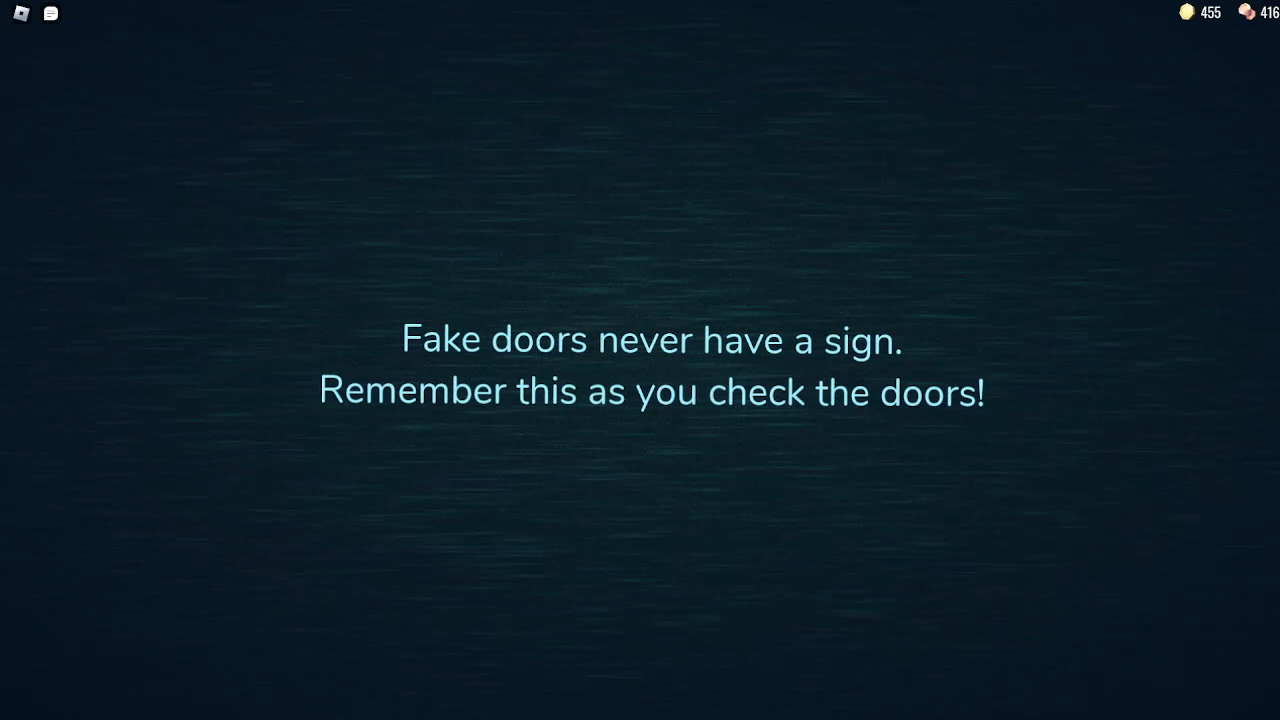 455
416
Fake doors never have a sign.
Remember this as you check the doors!